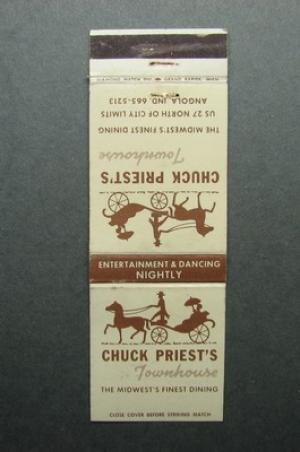 ANGOLA, IND. 665-5213
US 27 NORTH OF CITY LIMITS
THE MIDWEST'S FINEST DINING
Townhouse
CHUCK PRIEST'S
ENTERTAINMENT & DANCING
NIGHTLY
CHUCK PRIEST'S
Townhouse
THE MIDWEST'S FINEST DINING
CLOSE COVER BEFORE STRIKING MATCH